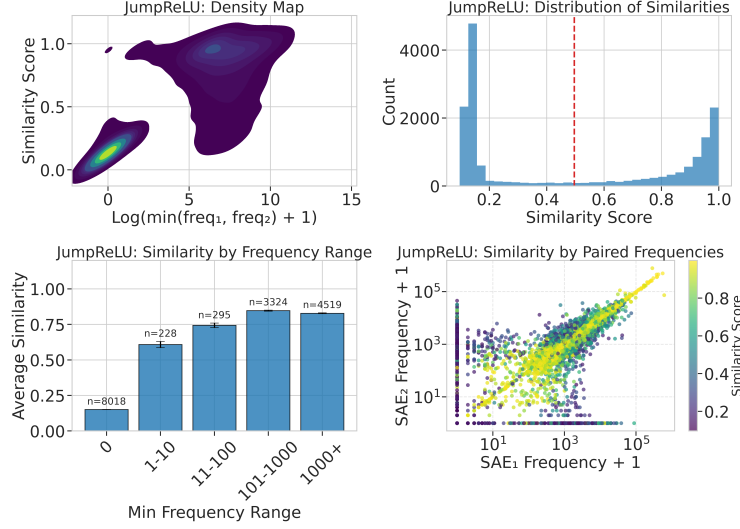 JumpReLU: Density Map
Similarity Score
1.0
0.5
0.0
0
5
10
15
Log(min(freq₁, freq₂) + 1)
JumpReLU: Distribution of Similarities
Count
4000
2000
0
0.2
0.4
0.6
0.8
1.0
Similarity Score
JumpReLU: Similarity by Frequency Range
Average Similarity
1.00
0.75
0.50
0.25
0.00
n=8018
n=228
n=295
n=3324
n=4519
0
1-10
11-100
101-1000
1000+
Min Frequency Range
JumpReLU: Similarity by Paired Frequencies
SAE₂ Frequency + 1
10⁵
10³
10¹
10¹
10³
10⁵
SAE₁ Frequency + 1
0.8
0.6
0.4
0.2
Similarity Score